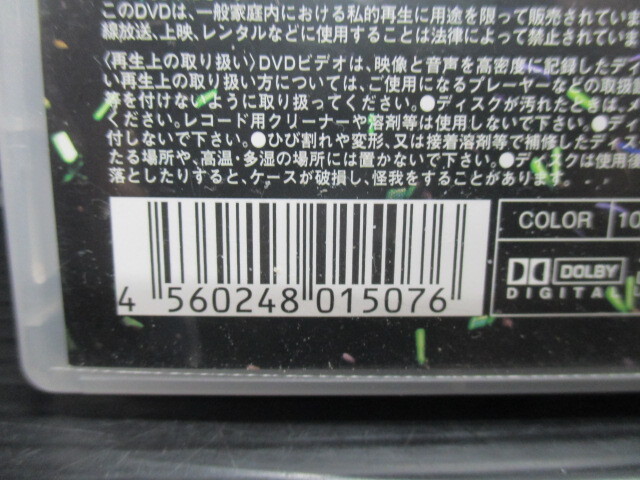 このDVDは、一般家庭内における私的再生に用途を限って販売されていま
線放送、上映、レンタルなどに使用することは法律によって禁止されていま
〈再生上の取り扱い〉DVDビデオは、映像と音声を高密度に記録したディ
い再生上の取り扱い方については、ご使用になるプレーヤーなどの取扱
等を付けないように取り扱ってください。●ディスクが汚れたときは、メ
ください。レコード用クリーナーや溶剤等は使用しないで下さい。●デ
付しないで下さい。●ひび割れや変形、又は接着溶剤等で補修したディ
たる場所や、高温・多湿の場所には置かないで下さい。●ディスクは使用後
落としたりすると、ケースが破損し、怪我をすることがあります。
COLOR 10
DOLBY
DIGITAL
4 560248 015076